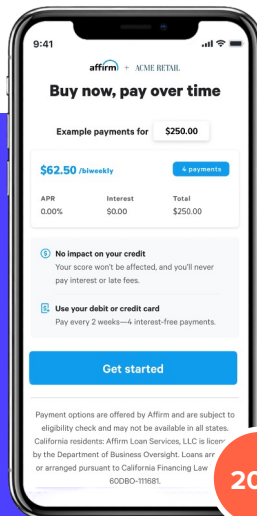 9:41
affirm + ACME RETAIL
Buy now, pay
over time
Example payments for $250.00
$62.50 /biweekly 4 payments
APR Interest Total
0.00% $0.00 $250.00
No impact on your credit
Your score won't be affected, and you'll never
pay interest or late fees.
Use your debit or credit card
Pay every 2 weeks—4 interest-free payments.
Get started
Payment options are offered by Affirm and are subject to
eligibility check and may not be available in all states.
California residents: Affirm Loan Services, LLC is
by the Department of Business Oversight. Loans
or arranged pursuant to California Financing Law
60DBO-111681.
20